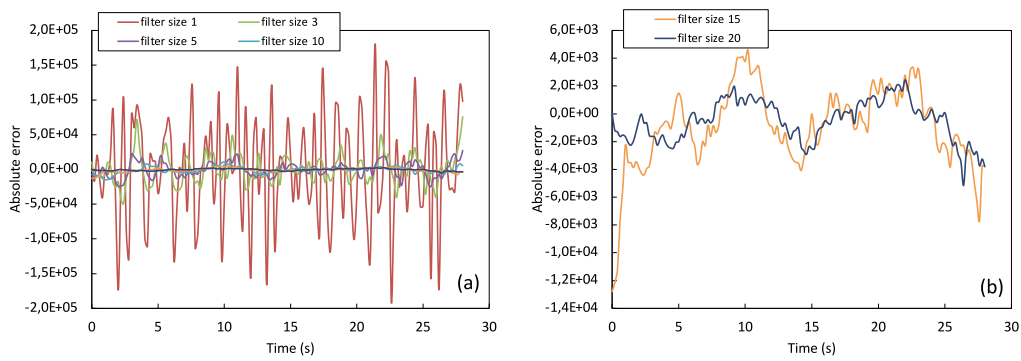 filter size 1 filter size 3
filter size 5 filter size 10
2,0E+05
1,5E+05
1,0E+05
5,0E+04
0,0E+00
-5,0E+04
-1,0E+05
-1,5E+05
-2,0E+05
Absolute error
0 5 10 15 20 25 30
Time (s)
(a)
filter size 15
filter size 20
6,0E+03
4,0E+03
2,0E+03
0,0E+00
-2,0E+03
-4,0E+03
-6,0E+03
-8,0E+03
-1,0E+04
-1,2E+04
-1,4E+04
Absolute error
0 5 10 15 20 25 30
Time (s)
(b)